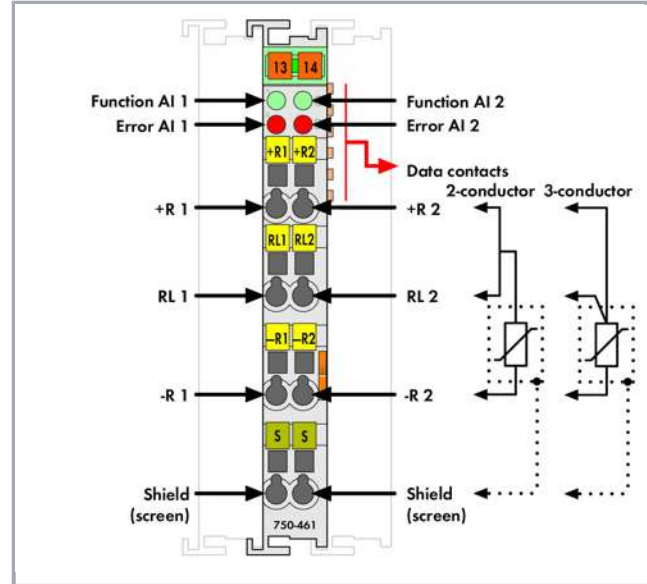 13 14
Function AI 1
Function AI 2
Error AI 1
Error AI 2
+R1 +R2
Data contacts
2-conductor 3-conductor
+R 1
+R 2
RL1 RL2
RL 1
RL 2
–R1 –R2
-R 1
-R 2
S S
Shield
(screen)
Shield
(screen)
750-461